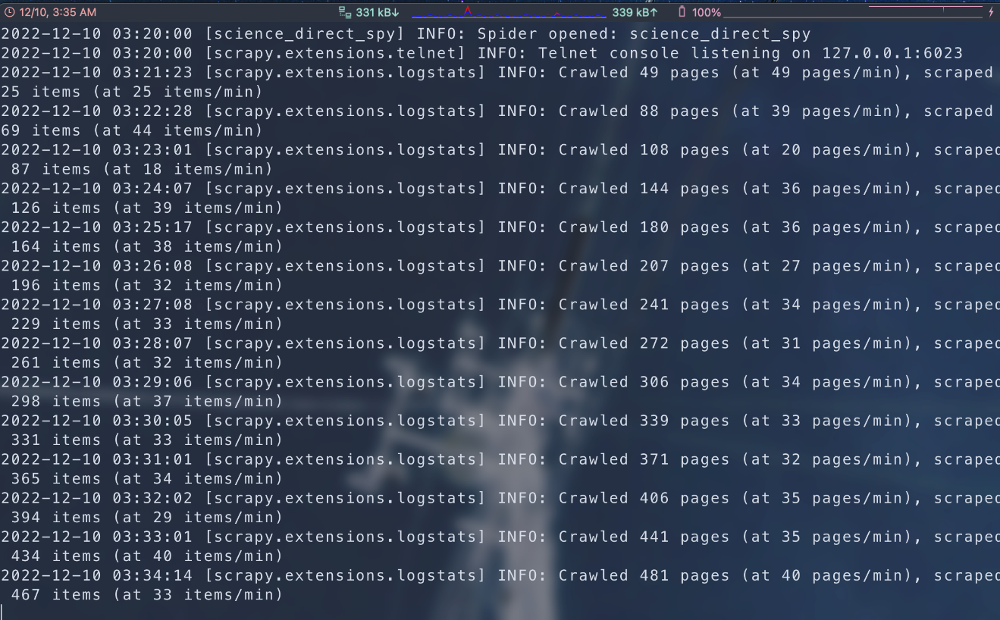 12/10, 3:35 AM 331 kB↓ 339 kB↑ 100%
2022-12-10 03:20:00 [science_direct_spy] INFO: Spider opened: science_direct_spy
2022-12-10 03:20:00 [scrapy.extensions.telnet] INFO: Telnet console listening on 127.0.0.1:6023
2022-12-10 03:21:23 [scrapy.extensions.logstats] INFO: Crawled 49 pages (at 49 pages/min), scraped
25 items (at 25 items/min)
2022-12-10 03:22:28 [scrapy.extensions.logstats] INFO: Crawled 88 pages (at 39 pages/min), scraped
69 items (at 44 items/min)
2022-12-10 03:23:01 [scrapy.extensions.logstats] INFO: Crawled 108 pages (at 20 pages/min), scraped
87 items (at 18 items/min)
2022-12-10 03:24:07 [scrapy.extensions.logstats] INFO: Crawled 144 pages (at 36 pages/min), scraped
126 items (at 39 items/min)
2022-12-10 03:25:17 [scrapy.extensions.logstats] INFO: Crawled 180 pages (at 36 pages/min), scraped
164 items (at 38 items/min)
2022-12-10 03:26:08 [scrapy.extensions.logstats] INFO: Crawled 207 pages (at 27 pages/min), scraped
196 items (at 32 items/min)
2022-12-10 03:27:08 [scrapy.extensions.logstats] INFO: Crawled 241 pages (at 34 pages/min), scraped
229 items (at 33 items/min)
2022-12-10 03:28:07 [scrapy.extensions.logstats] INFO: Crawled 272 pages (at 31 pages/min), scraped
261 items (at 32 items/min)
2022-12-10 03:29:06 [scrapy.extensions.logstats] INFO: Crawled 306 pages (at 34 pages/min), scraped
298 items (at 37 items/min)
2022-12-10 03:30:05 [scrapy.extensions.logstats] INFO: Crawled 339 pages (at 33 pages/min), scraped
331 items (at 33 items/min)
2022-12-10 03:31:01 [scrapy.extensions.logstats] INFO: Crawled 371 pages (at 32 pages/min), scraped
365 items (at 34 items/min)
2022-12-10 03:32:02 [scrapy.extensions.logstats] INFO: Crawled 406 pages (at 35 pages/min), scraped
394 items (at 29 items/min)
2022-12-10 03:33:01 [scrapy.extensions.logstats] INFO: Crawled 441 pages (at 35 pages/min), scraped
434 items (at 40 items/min)
2022-12-10 03:34:14 [scrapy.extensions.logstats] INFO: Crawled 481 pages (at 40 pages/min), scraped
467 items (at 33 items/min)